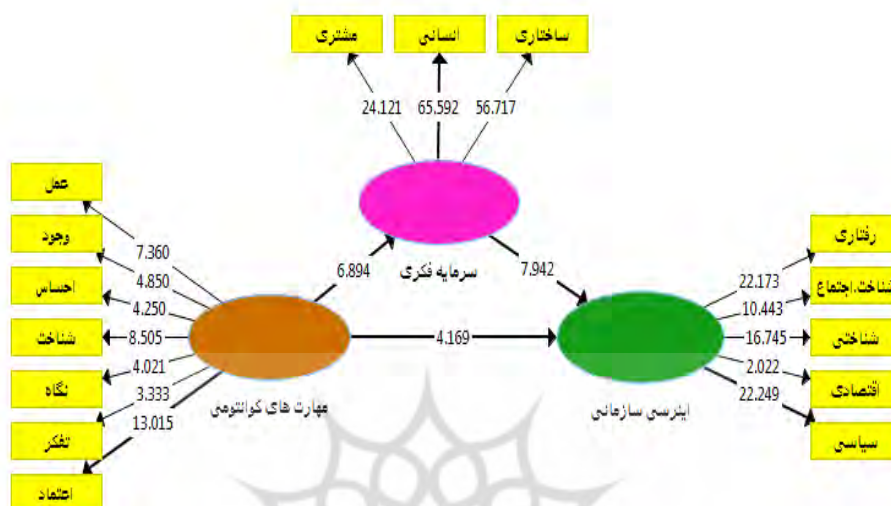 مشتری
انسانی
ساختاری
24.121
65.592
56.717
سرمایه فکری
6.894
7.942
4.169
عمل
وجود
احساس
شناخت
نگاه
تفکر
اعتماد
7.360
4.850
4.250
8.505
4.021
3.333
13.015
مهارت های کوانتومی
اینرسی سازمانی
22.173
10.443
16.745
2.022
22.249
رفتاری
شناخت.اجتماع
شناختی
اقتصادی
سیاسی